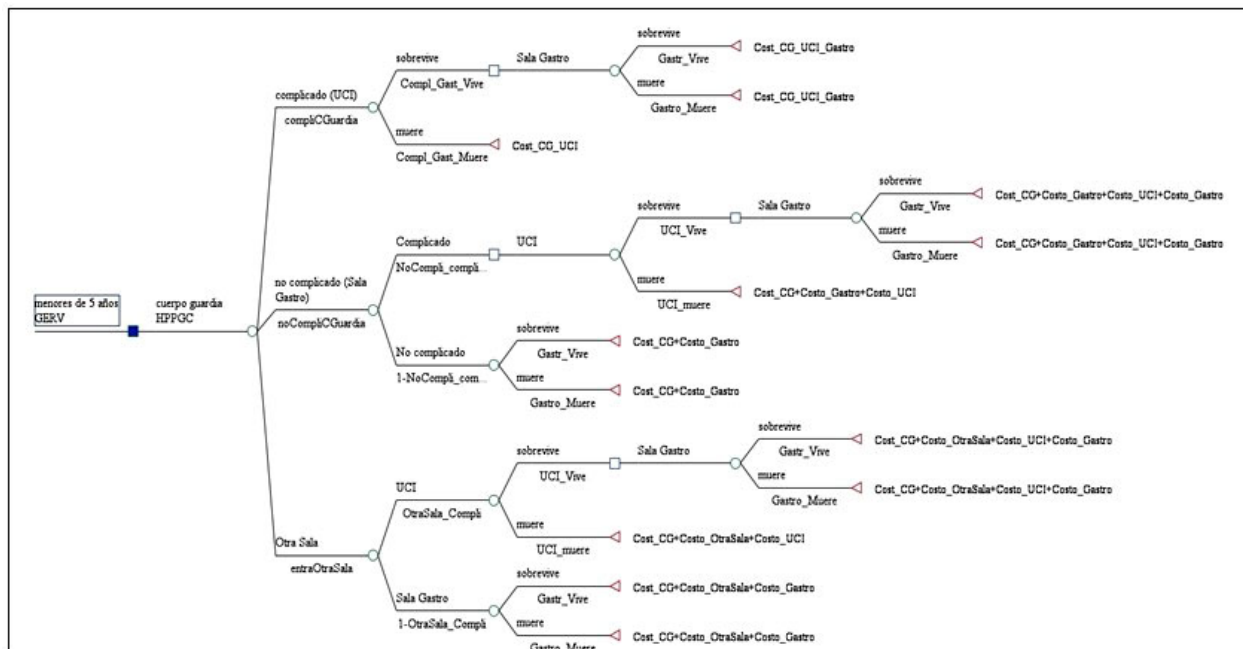 sobrevive
Gastr_Vive
Cost_CG_UCI_Gastro
sobrevive
Compl_Gast_Vive
Sala Gastro
muere
Gastro_Muere
Cost_CG_UCI_Gastro
complicado (UCI)
compliCGuardia
muere
Compl_Gast_Muere
Cost_CG_UCI
sobrevive
Gastr_Vive
Cost_CG+Costo_Gastro+Costo_UCI+Costo_Gastro
sobrevive
UCI_Vive
Sala Gastro
muere
Gastro_Muere
Cost_CG+Costo_Gastro+Costo_UCI+Costo_Gastro
Complicado
NoCompli_compli...
UCI
muere
UCI_muere
Cost_CG+Costo_Gastro+Costo_UCI
menores de 5 años
GERV
cuerpo guardia
HPPGC
no complicado (Sala
Gastro)
noCompliCGuardia
No complicado
1-NoCompli_com...
sobrevive
Gastr_Vive
Cost_CG+Costo_Gastro
muere
Gastro_Muere
Cost_CG+Costo_Gastro
sobrevive
Gastr_Vive
Cost_CG+Costo_OtraSala+Costo_UCI+Costo_Gastro
sobrevive
UCI_Vive
Sala Gastro
muere
Gastro_Muere
Cost_CG+Costo_OtraSala+Costo_UCI+Costo_Gastro
UCI
OtraSala_Compli
muere
UCI_muere
Cost_CG+Costo_OtraSala+Costo_UCI
Otra Sala
entraOtraSala
Sala Gastro
1-OtraSala_Compli
sobrevive
Gastr_Vive
Cost_CG+Costo_OtraSala+Costo_Gastro
muere
Gastro_Muere
Cost_CG+Costo_OtraSala+Costo_Gastro